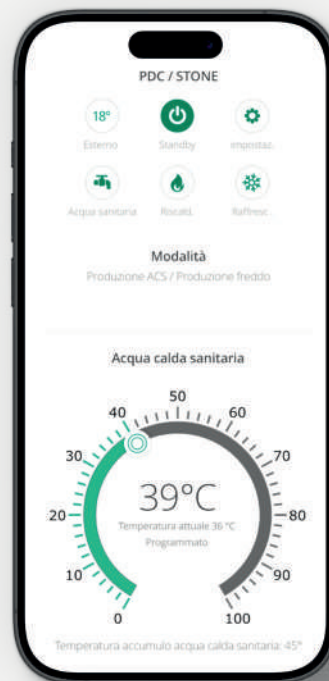 PDC / STONE
18°
Esterno Standby Impostaz.
Acqua sanitaria Riscald. Raffresc.
Modalità
Produzione ACS / Produzione freddo
Acqua calda sanitaria
50
40 60
30 70
39°C
20 80
Temperatura attuale 36 °C
Programmato
10 90
0 100
Temperatura accumulo acqua calda sanitaria: 45°